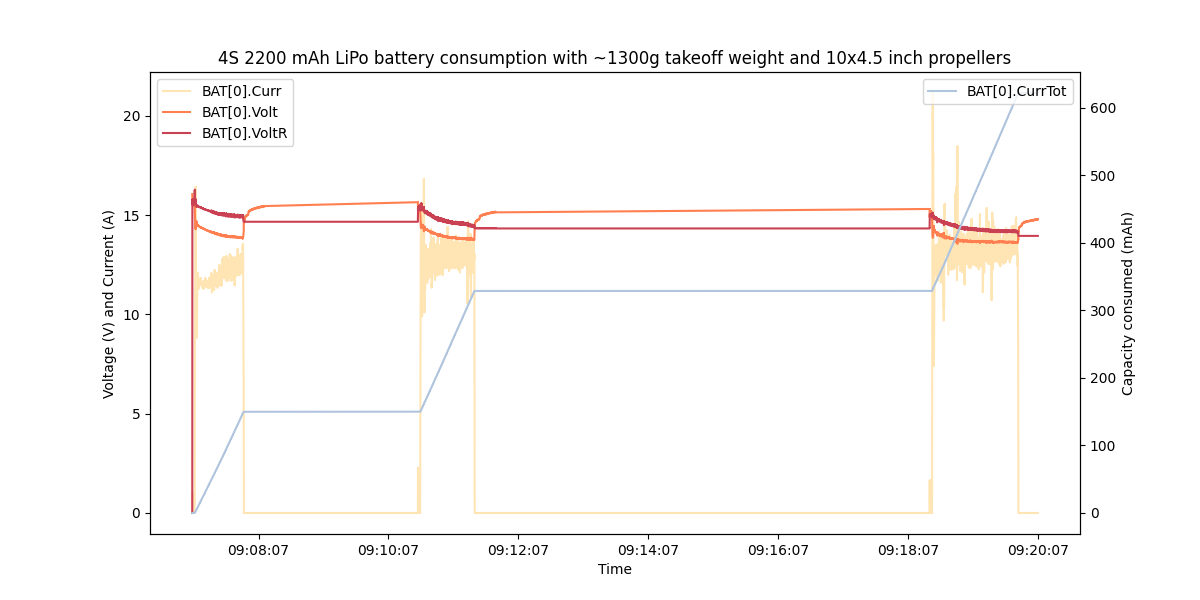 4S 2200 mAh LiPo battery consumption with ~1300g takeoff weight and 10x4.5 inch propellers
BAT[0].Curr
BAT[0].Volt
BAT[0].VoltR
BAT[0].CurrTot
Voltage (V) and Current (A)
20
15
10
5
0
600
500
400
300
200
100
0
Capacity consumed (mAh)
09:08:07 09:10:07 09:12:07 09:14:07 09:16:07 09:18:07 09:20:07
Time